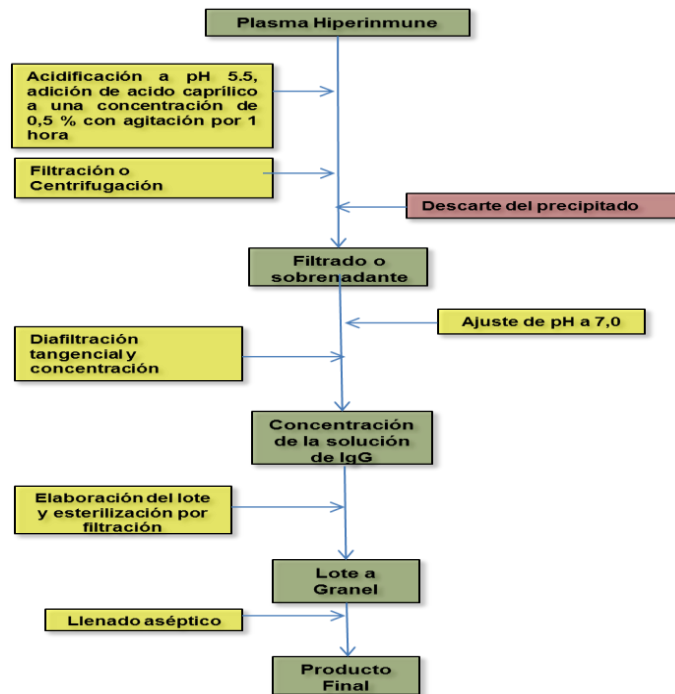 Plasma Hiperinmune
Acidificación a pH 5.5,
adición de acido caprílico
a una concentración de
0,5 % con agitación por 1
hora
Filtración o
Centrifugación
Descarte del precipitado
Filtrado o
sobrenadante
Ajuste de pH a 7,0
Diafiltración
tangencial y
concentración
Concentración
de la solución
de IgG
Elaboración del lote
y esterilización por
filtración
Lote a
Granel
Llenado aséptico
Producto
Final